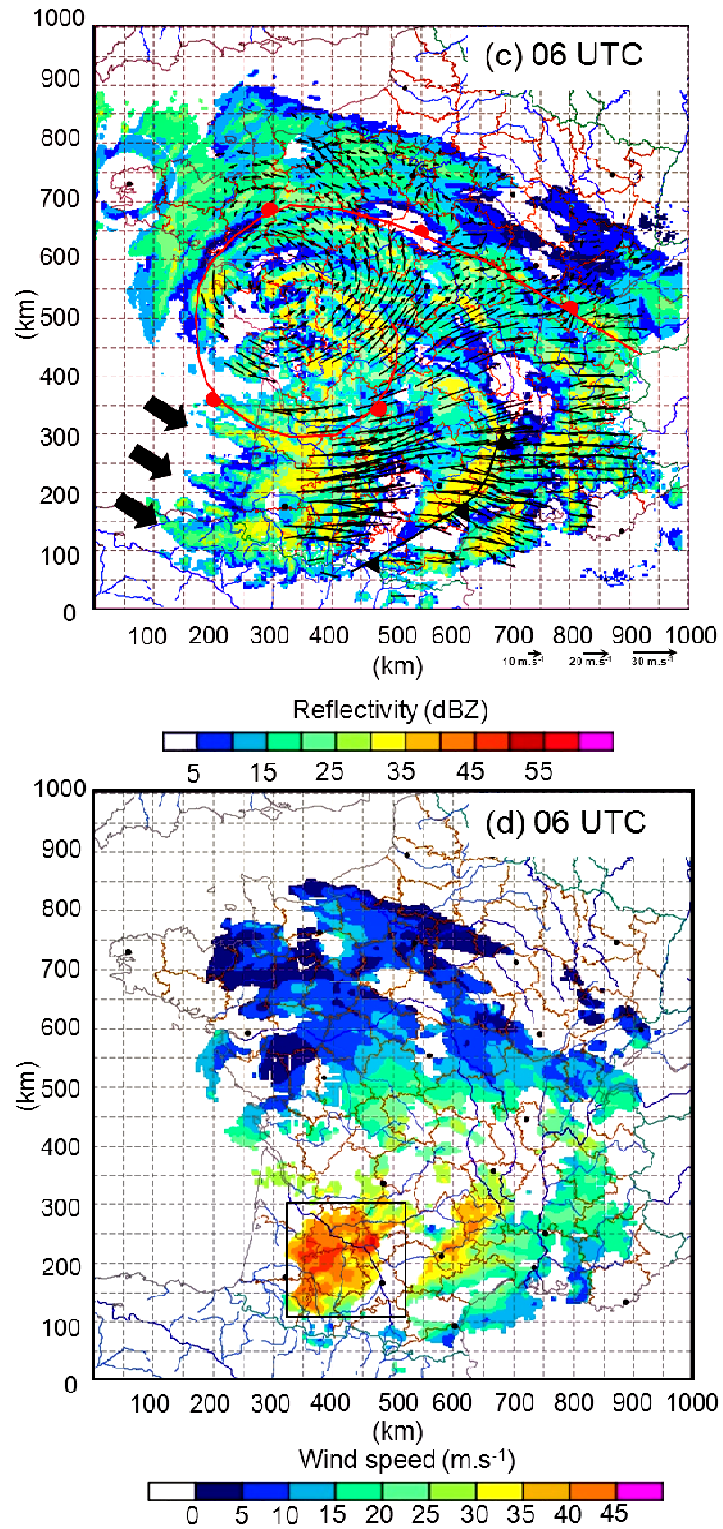 (c) 06 UTC
1000
900
800
700
600
500
400
300
200
100
0
(km)
100 200 300 400 500 600 700 800 900 1000
(km)
10 m.s-1 20 m.s-1 30 m.s-1
Reflectivity (dBZ)
5 15 25 35 45 55
(d) 06 UTC
1000
900
800
700
600
500
400
300
200
100
0
(km)
100 200 300 400 500 600 700 800 900 1000
(km)
Wind speed (m.s-1)
0 5 10 15 20 25 30 35 40 45